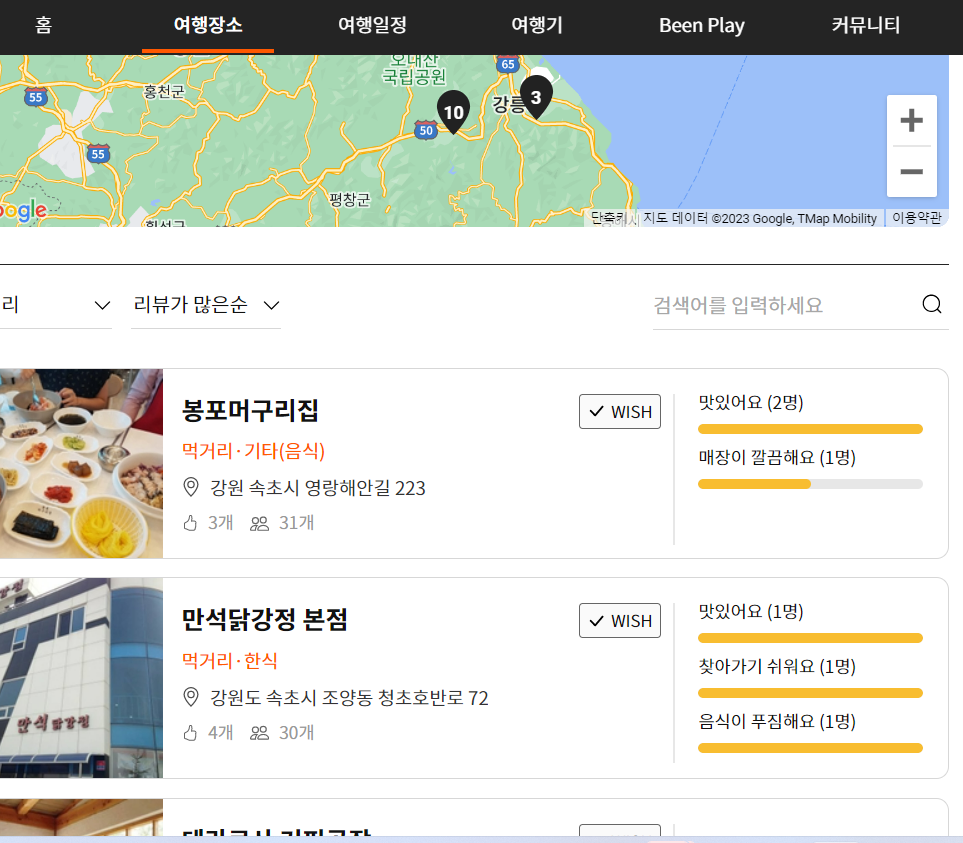 홈 여행장소 여행일정 여행기 Been Play 커뮤니티
오대산
국립공원
65
55
홍천군
10
강릉
3
50
55
평창군
ogle
횡성군
단축키 지도 데이터 ©2023 Google, TMap Mobility 이용약관
리 리뷰가 많은순 검색어를 입력하세요
봉포머구리집
WISH
먹거리·기타(음식)
강원 속초시 영랑해안길 223
3개 31개
맛있어요 (2명)
매장이 깔끔해요 (1명)
만석닭강정 본점
WISH
먹거리·한식
강원도 속초시 조양동 청초호반로 72
4개 30개
맛있어요 (1명)
찾아가기 쉬워요 (1명)
음식이 푸짐해요 (1명)
만석닭강정